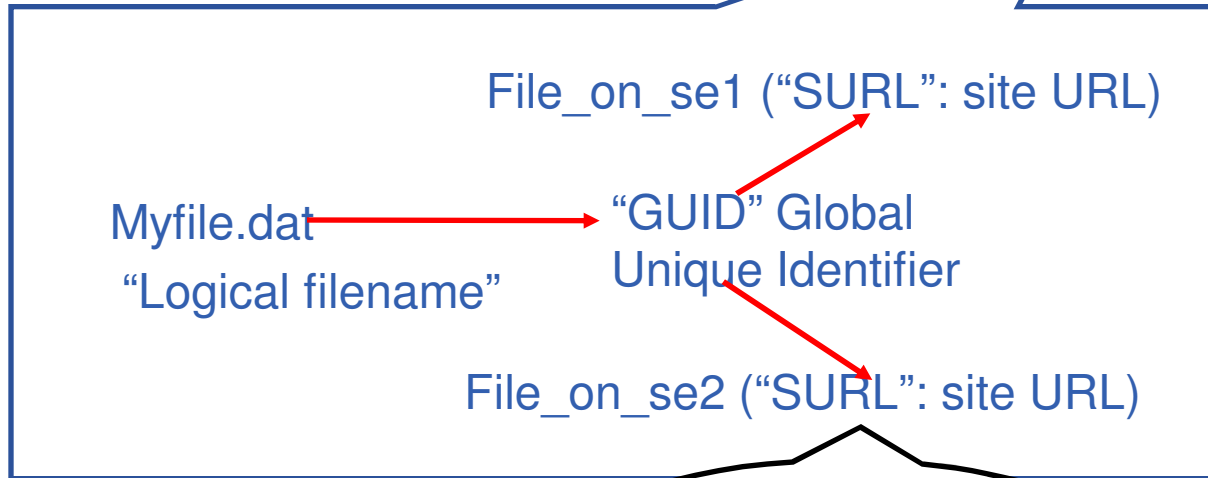 File_on_se1 (“SURL”: site URL)
Myfile.dat
“Logical filename”
“GUID” Global
Unique Identifier
File_on_se2 (“SURL”: site URL)